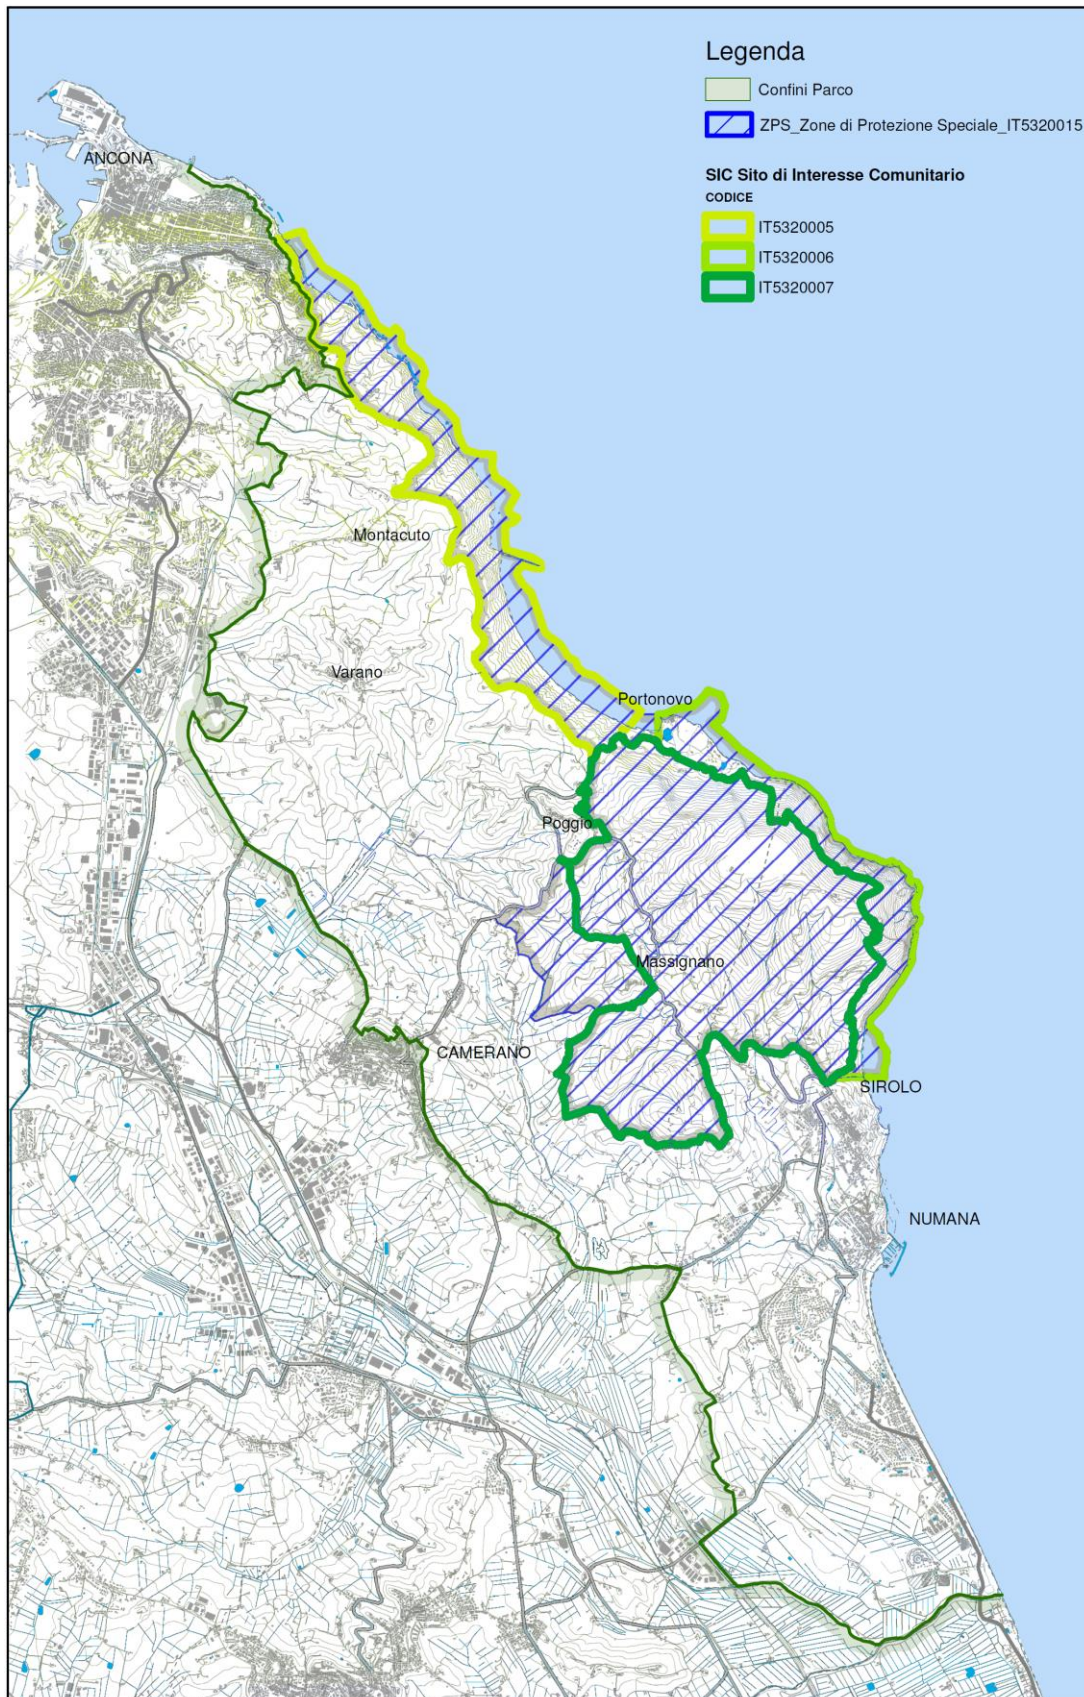 Legenda
Confini Parco
ZPS_Zone di Protezione Speciale_IT5320015
SIC Sito di Interesse Comunitario
CODICE
IT5320005
IT5320006
IT5320007
ANCONA
Montacuto
Varano
Portonovo
Poggio
Massignano
CAMERANO
SIROLO
NUMANA